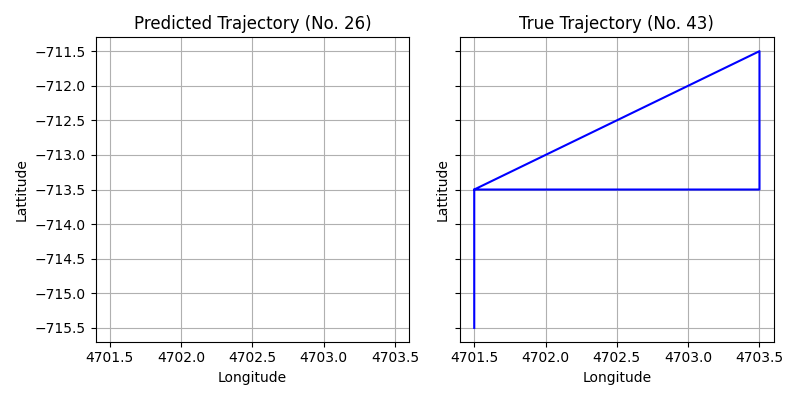 Predicted Trajectory (No. 26)
True Trajectory (No. 43)
−711.5
−712.0
−712.5
−713.0
−713.5
−714.0
−714.5
−715.0
−715.5
Lattitude
Lattitude
4701.5 4702.0 4702.5 4703.0 4703.5
4701.5 4702.0 4702.5 4703.0 4703.5
Longitude
Longitude